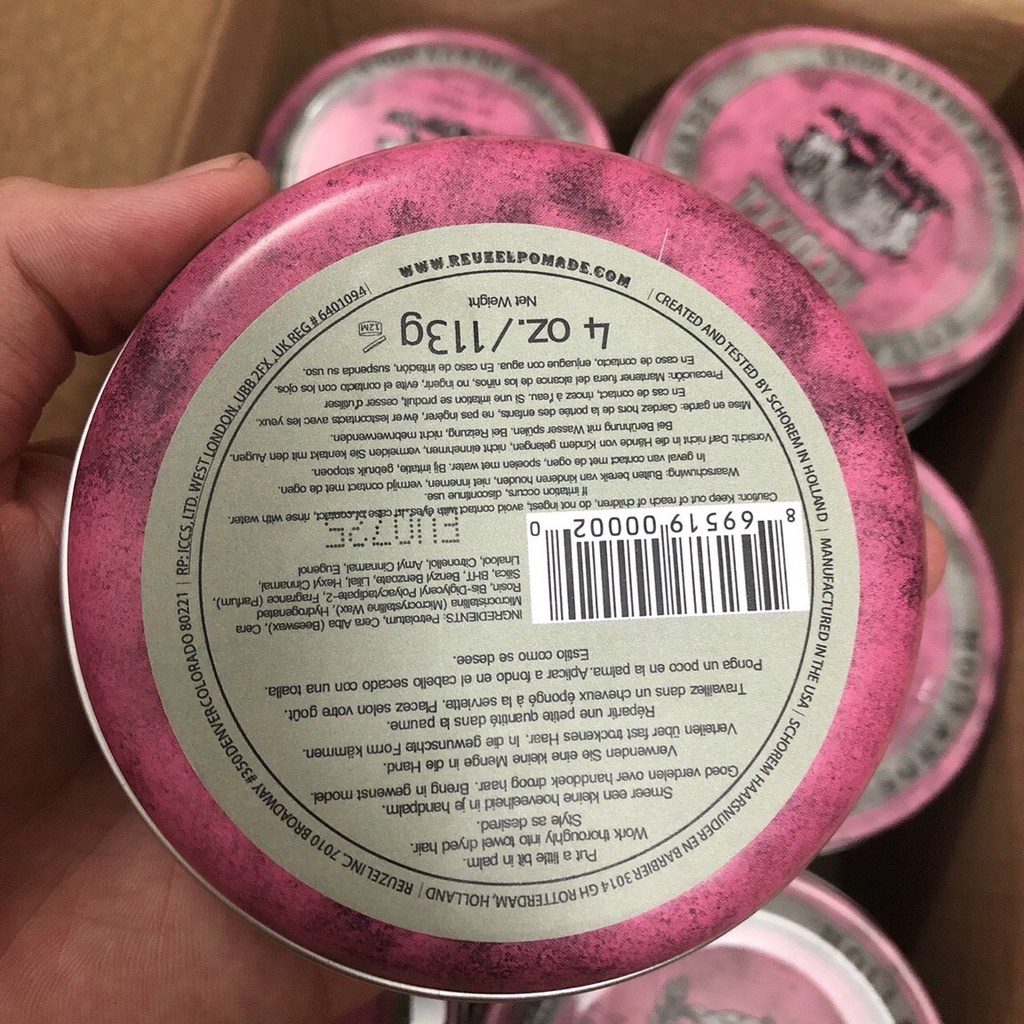 Put a little bit in palm.
Work thoroughly into towel dryed hair.
Style as desired.
Smeer een kleine hoeveelheid in je handpalm.
Goed verdelen over handdoek droog haar. Breng in gewenst model.
Verwenden Sie eine kleine Menge in die Hand.
Verteilen über fast trockenes Haar. In die gewunschte Form kämmen.
Répartir une petite quantité dans la paume.
Travaillez dans un cheveux épongé à la serviette. Placez selon votre goût.
Ponga un poco en la palma. Aplicar a fondo en el cabello secado con una toalla.
Estilo como se desee.
INGREDIENTS: Petrolatum, Cera Alba (Beeswax), Cera
Microcristallina (Microcrystalline Wax), Hydrogenated
Rosin, Bis-Diglyceryl Polyacyladipate-2, Fragrance (Parfum),
Silica, BHT, Benzyl Benzoate, Lilial, Hexyl Cinnamal,
Linalool, Citronellol, Amyl Cinnamal, Eugenol
8 69519 00002 0
Caution: Keep out of reach of children, do not ingest, avoid contact with eyes. In case of contact, rinse with water.
If irritation occurs, discontinue use.
Waarschuwing: Buiten bereik van kinderen houden, niet innemen, vermijd contact met de ogen.
In geval van contact met de ogen, spoelen met water. Bij irritatie, gebruik stoppen.
Vorsicht: Darf nicht in die Hände von Kindern gelangen, nicht einnehmen, vermeiden Sie kentakt mit den Augen.
Bei Berührung mit Wasser spülen. Bei Reizung, nicht mehrverwenden.
Mise en garde: Gardez hors de la portée des enfants, ne pas ingérer, éwer lestcontscts avec les yeux.
En cas de contact, rincez à l'eau. Si une irritation se produit, cesser d'utiliser
Precaución: Mantener fuera del alcance de los niños, no ingerir, evite el contacto con los ojos
En caso de contacto, enjuague con agua. En caso de irritación, suspenda su uso.
4 oz./113g 12M
Net Weight
WWW.REUZELPOMADE.COM
CREATED AND TESTED BY SCHOREM IN HOLLAND | MANUFACTURED IN THE USA | SCHOREM HAARSNIJDER EN BARBIER 3014 GH ROTTERDAM, HOLLAND | REUZEL INC. 7010 BROADWAY #350 DENVER COLORADO 80221 | RP: ICCS, LTD. WEST LONDON, UBB 2FX., UK REG # 6401094